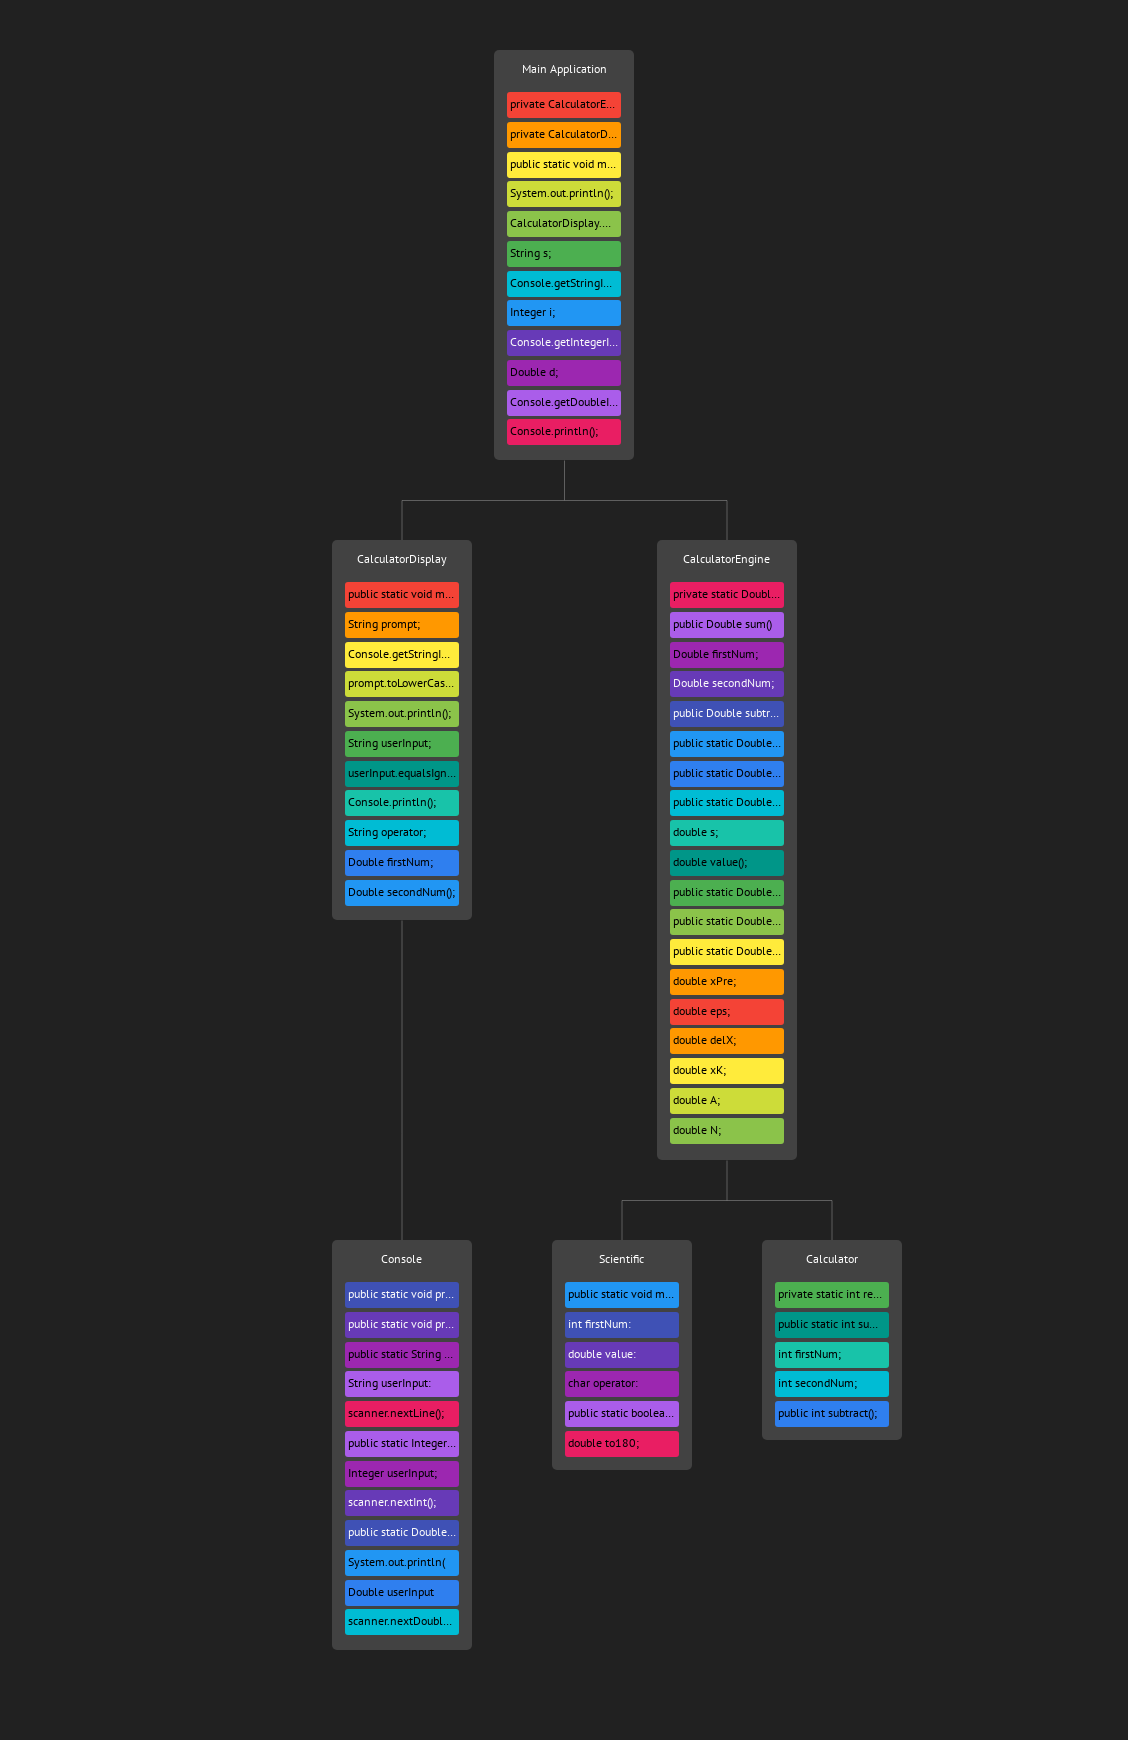 Main Application
private CalculatorE...
private CalculatorD...
public static void m...
System.out.println();
CalculatorDisplay....
String s;
Console.getStringI...
Integer i;
Console.getIntegerI...
Double d;
Console.getDoubleI...
Console.println();
CalculatorDisplay
public static void m...
String prompt;
Console.getStringI...
prompt.toLowerCas...
System.out.println();
String userInput;
userInput.equalsIgn...
Console.println();
String operator;
Double firstNum;
Double secondNum();
CalculatorEngine
private static Doubl...
public Double sum()
Double firstNum;
Double secondNum;
public Double subtr...
public static Double...
public static Double...
public static Double...
double s;
double value();
public static Double...
public static Double...
public static Double...
double xPre;
double eps;
double delX;
double xK;
double A;
double N;
Console
public static void pr...
public static void pr...
public static String ...
String userInput:
scanner.nextLine();
public static Integer...
Integer userInput;
scanner.nextInt();
public static Double...
System.out.println(
Double userInput
scanner.nextDoubl...
Scientific
public static void m...
int firstNum:
double value:
char operator:
public static boolea...
double to180;
Calculator
private static int re...
public static int su...
int firstNum;
int secondNum;
public int subtract();